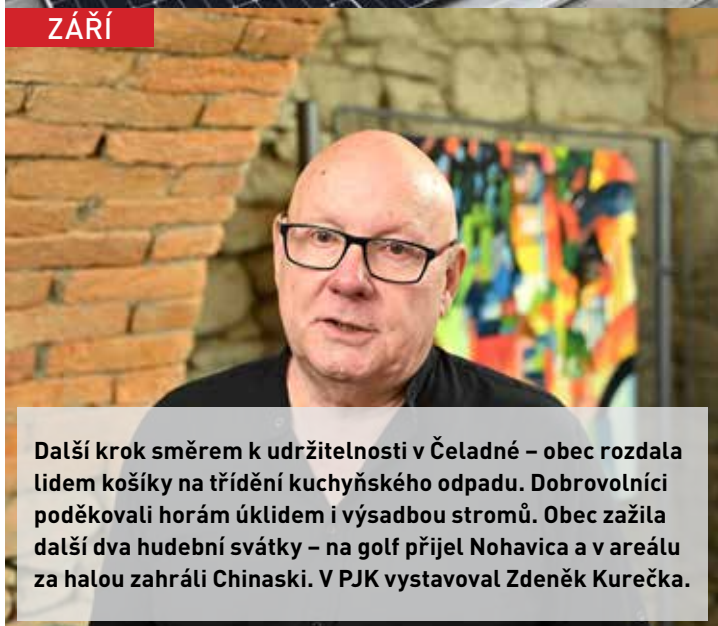 ZÁŘÍ
Další krok směrem k udržitelnosti v Čeladné – obec rozdala
lidem košíky na třídění kuchyňského odpadu. Dobrovolníci
poděkovali horám úklidem i výsadbou stromů. Obec zažila
další dva hudební svátky – na golf přijel Nohavica a v areálu
za halou zahráli Chinaski. V PJK vystavoval Zdeněk Kurečka.